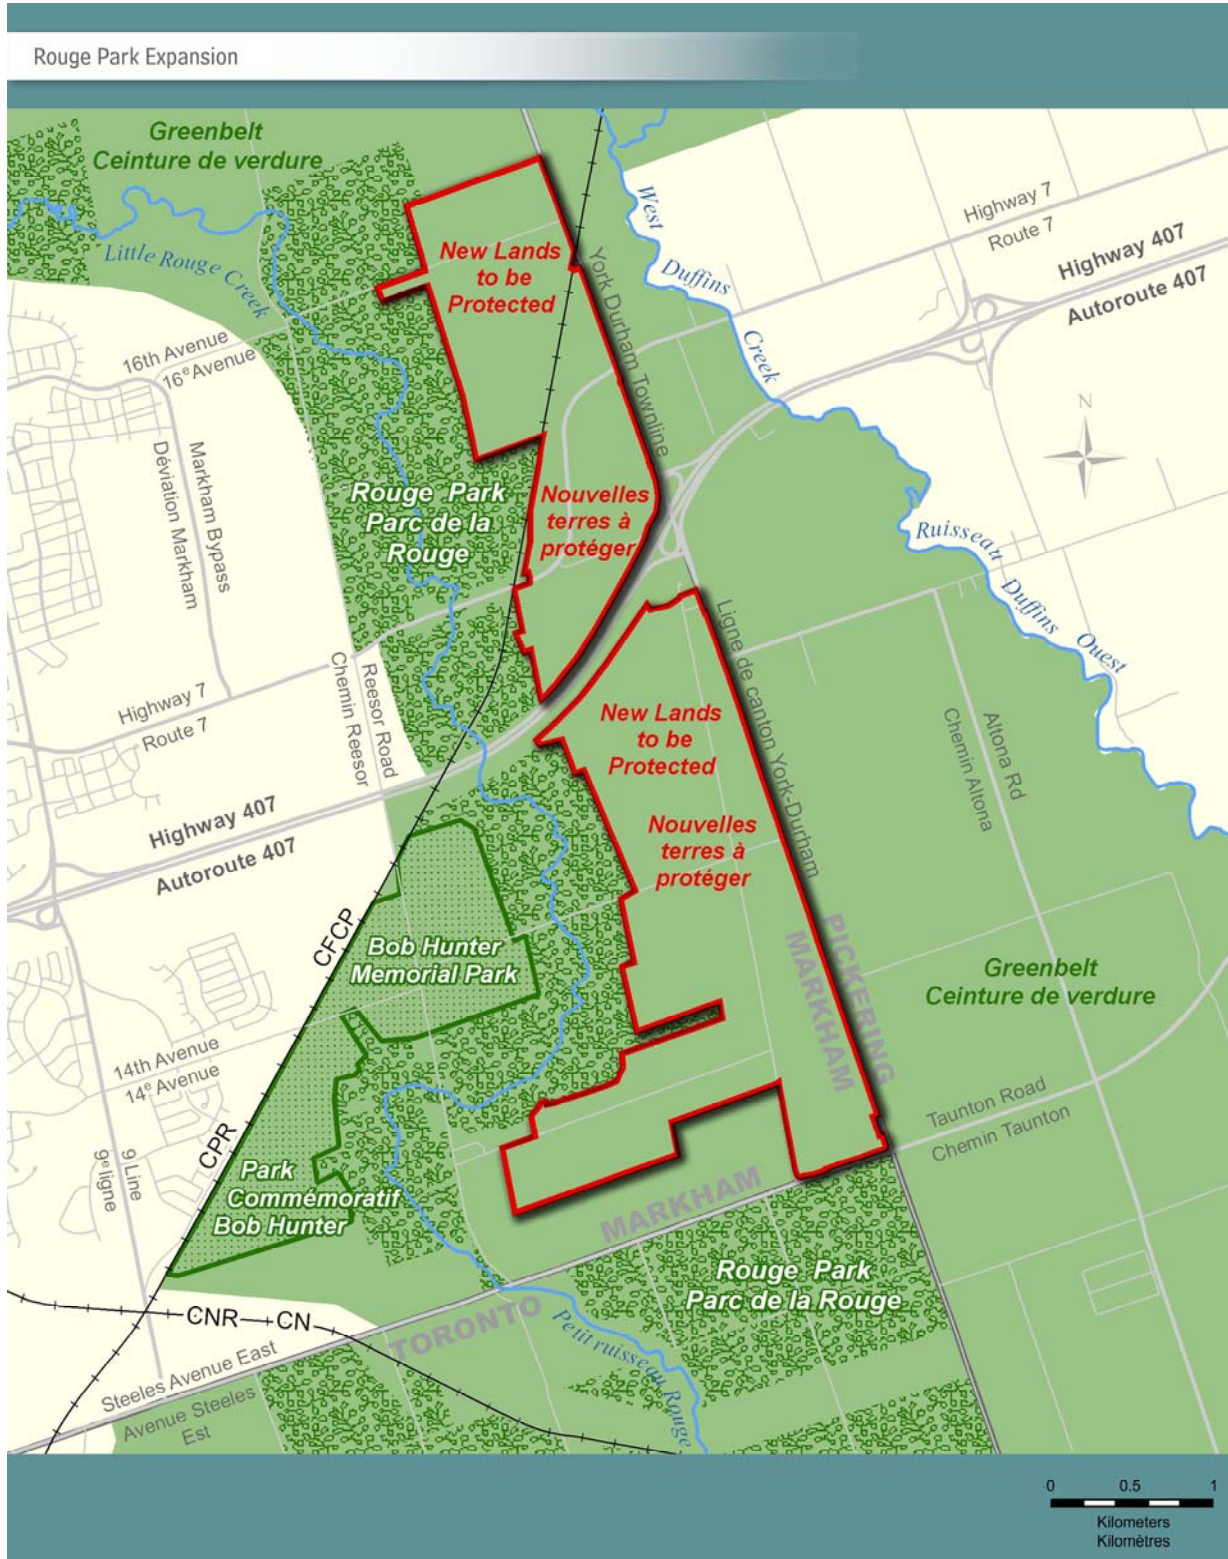 Rouge Park Expansion
Greenbelt
Ceinture de verdure
Little Rouge Creek
New Lands
to be
Protected
York Durham Townline
West
Duffins
Creek
Highway 7
Route 7
Highway 407
Autoroute 407
16th Avenue
16e Avenue
Markham Bypass
Déviation Markham
N
Rouge Park
Parc de la
Rouge
Nouvelles
terres à
protéger
Ruisseau
Duffins
Ouest
Highway 7
Route 7
Reesor Road
Chemin Reesor
Ligne de canton York-Durham
New Lands
to be
Protected
Altona Rd
Chemin Altona
Highway 407
Autoroute 407
Nouvelles
terres à
protéger
CFCP
Bob Hunter
Memorial Park
PICKERING
MARKHAM
Greenbelt
Ceinture de verdure
14th Avenue
14e Avenue
CPR
9 Line
9e ligne
Taunton Road
Chemin Taunton
Park
Commémoratif
Bob Hunter
MARKHAM
Rouge Park
Parc de la Rouge
CNR
CN
TORONTO
Petit ruisseau Rouge
Steeles Avenue East
Avenue Steeles
Est
0 0.5 1
Kilometers
Kilomètres